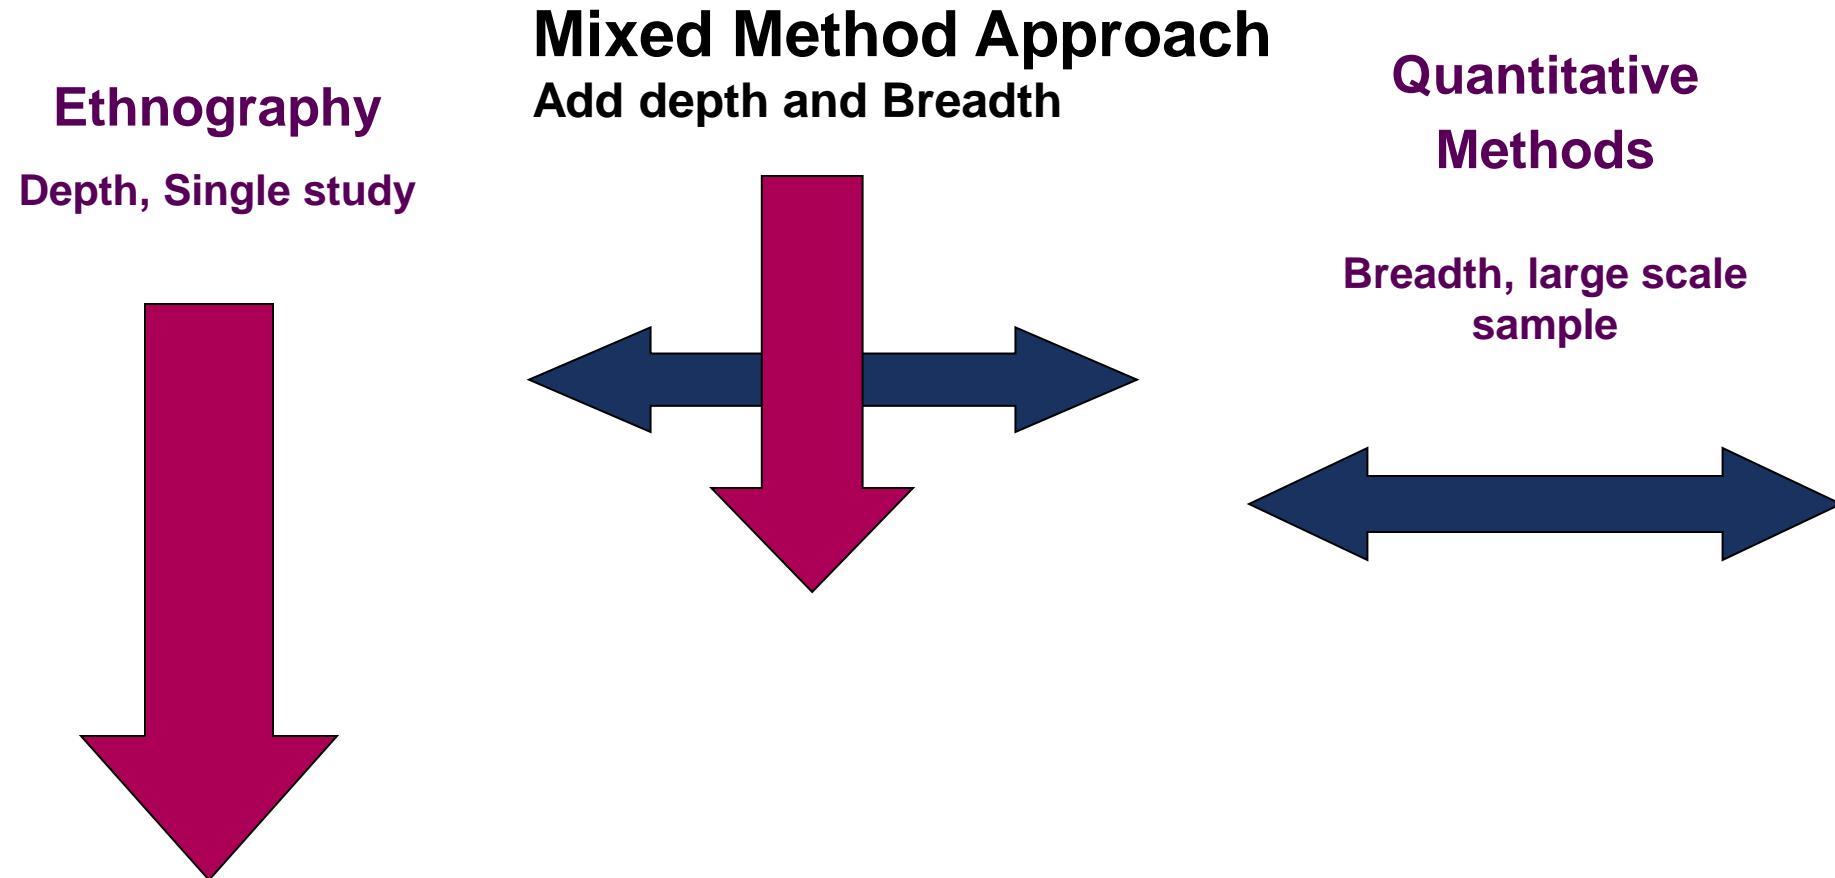 Mixed Method Approach
Add depth and Breadth
Ethnography
Depth, Single study
Quantitative
Methods
Breadth, large scale
sample